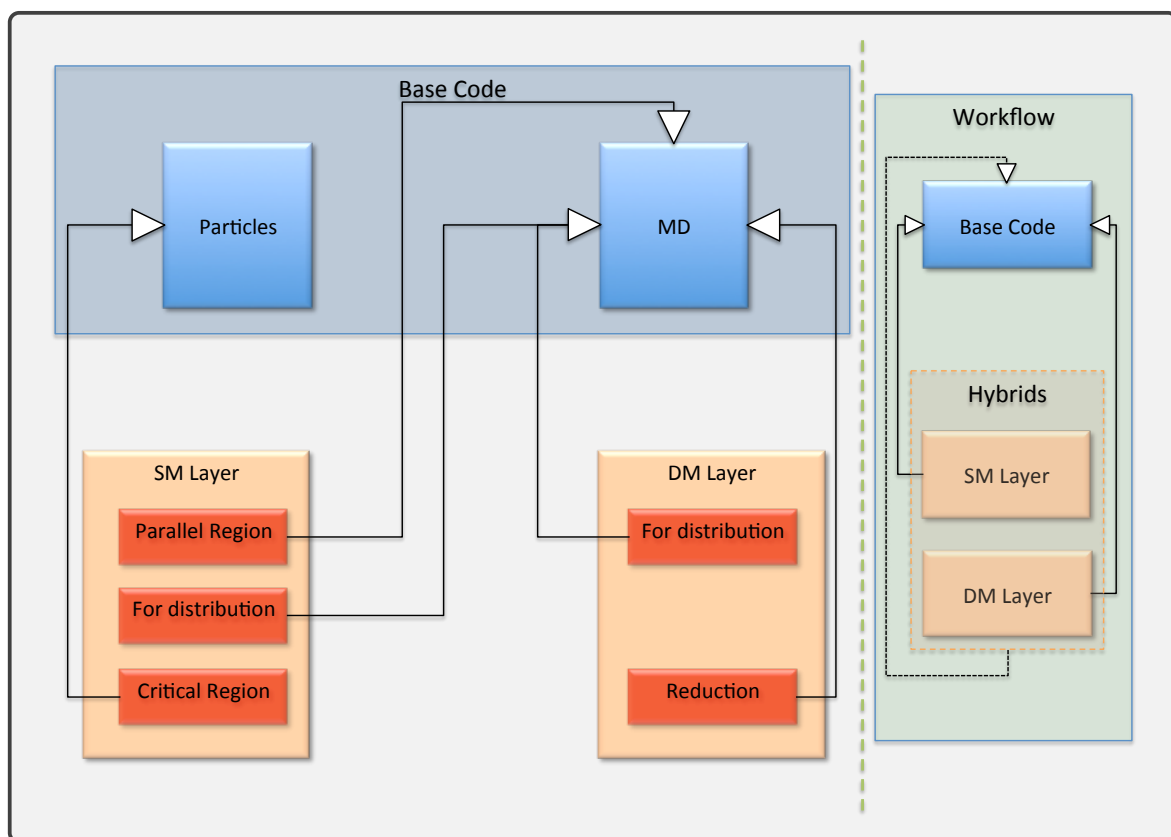 Base Code
Particles
MD
SM Layer
Parallel Region
For distribution
Critical Region
DM Layer
For distribution
Reduction
Workflow
Base Code
Hybrids
SM Layer
DM Layer